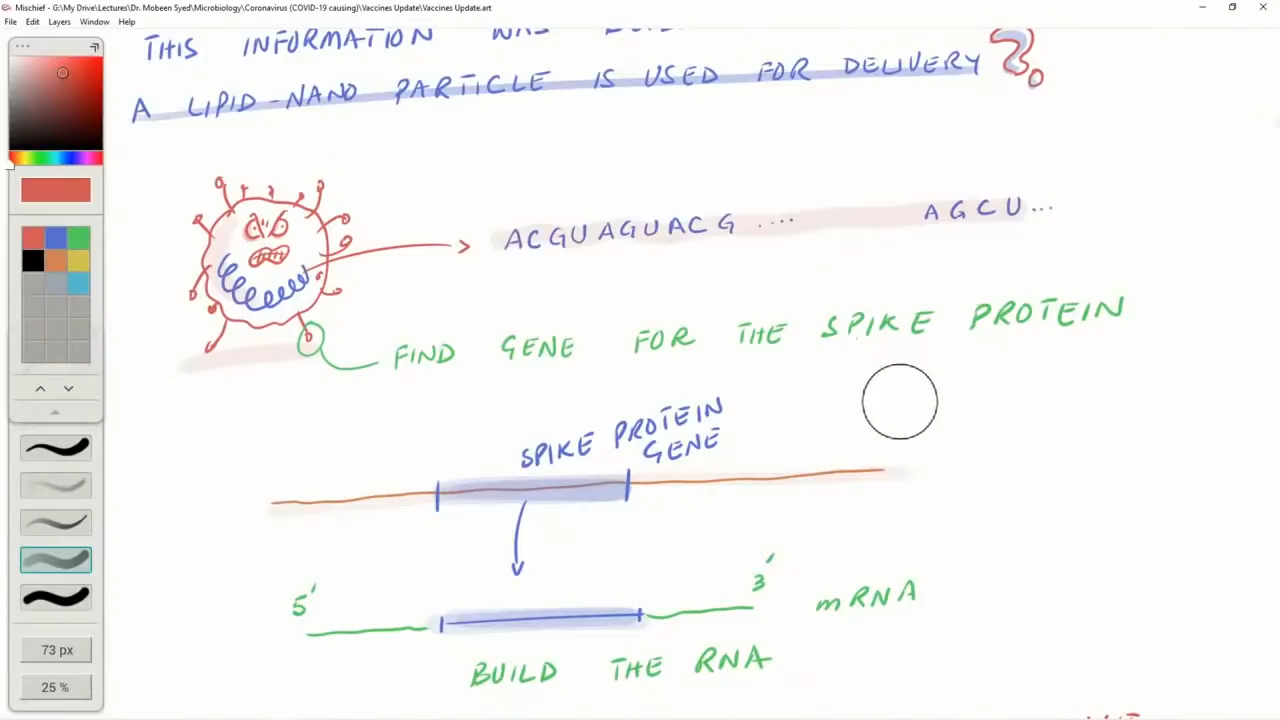 Mischief - G:\My Drive\Lectures\Dr. Mobeen Syed\Microbiology\Coronavirus (COVID-19 causing)\Vaccines Update\Vaccines Update.art
File Edit Layers Window Help
THIS INFORMATION WAS
A LIPID-NANO PARTICLE IS USED FOR DELIVERY ?
ACGUAGUACG .... AGCU...
FIND GENE FOR THE SPIKE PROTEIN
SPIKE PROTEIN
GENE
5' 3'
mRNA
BUILD THE RNA
73 px
25 %